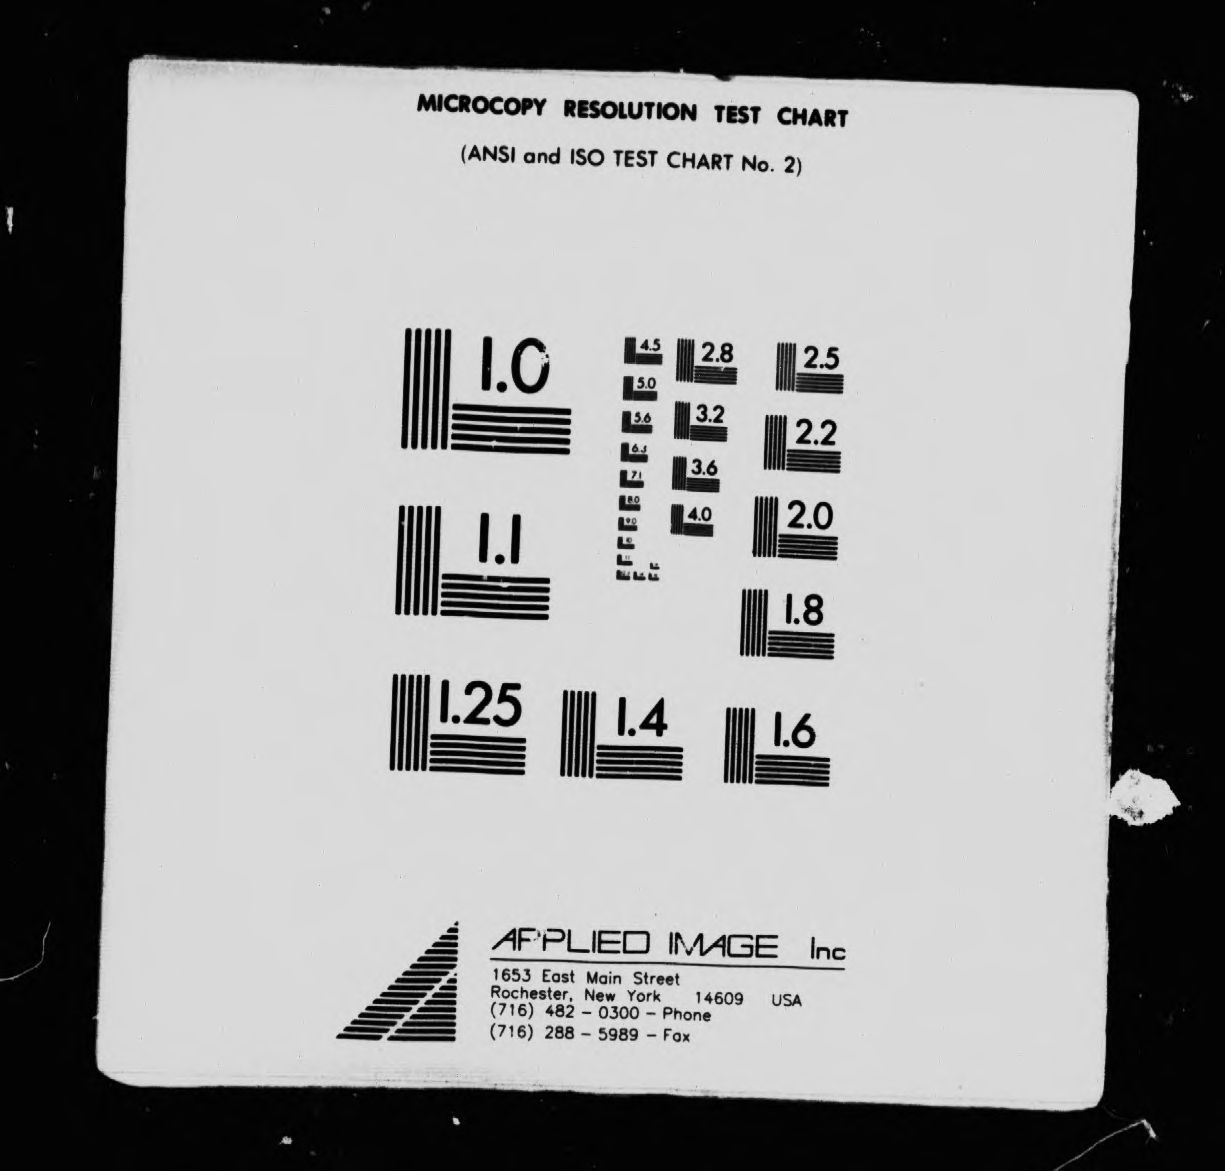 MICROCOPY RESOLUTION TEST CHART
(ANSI and ISO TEST CHART No. 2)
1.0
1.1
1.25
1.4
1.6
1.8
2.0
2.2
2.5
2.8
3.2
3.6
4.0
4.5
5.0
5.6
6.3
7.1
8.0
9.0
APPLIED IMAGE Inc
1653 East Main Street
Rochester, New York 14609 USA
(716) 482 - 0300 - Phone
(716) 288 - 5989 - Fax